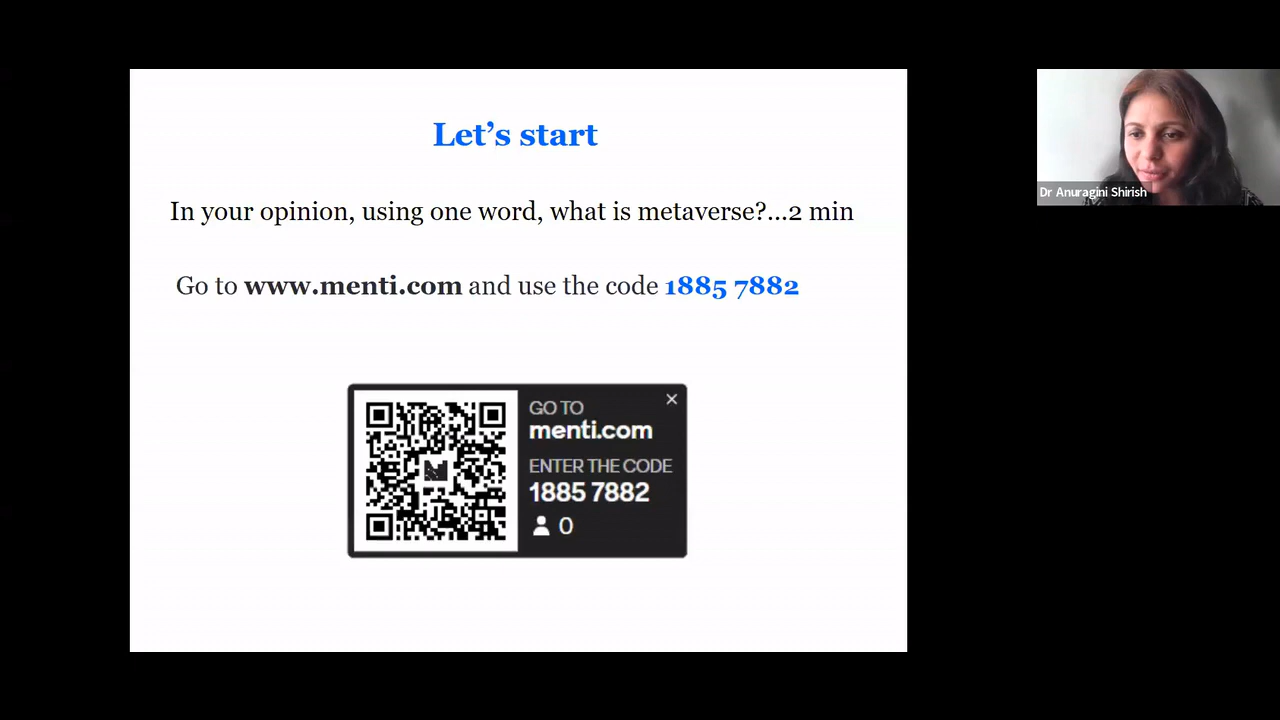 Let’s start
In your opinion, using one word, what is metaverse?...2 min
Go to www.menti.com and use the code 1885 7882
GO TO
menti.com
ENTER THE CODE
1885 7882
0
Dr Anuragini Shirish